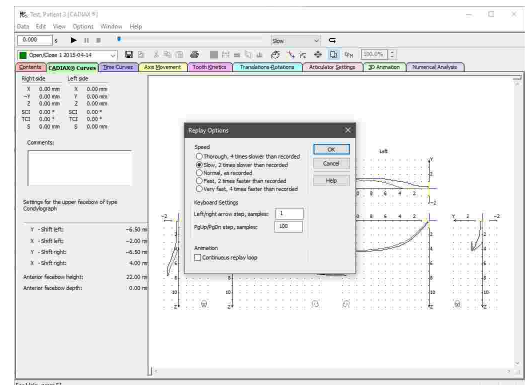 Test, Patient 3 [CADIAX ®]
Data Edit View Options Window Help
0.000 s Slow
Open/Close 1 2015-04-14 100.0%
Contents CADIAX® Curves Time Curves Axis Movement Tooth Kinetics Translations-Rotations Articulator Settings 3D Animation Numerical Analysis
Right side Left side
X 0.00 mm X 0.00 mm
-Y 0.00 mm Y 0.00 mm
Z 0.00 mm Z 0.00 mm
SCI 0.00 ° SCI 0.00 °
TCI 0.00 ° TCI 0.00 °
S 0.00 mm S 0.00 mm
Comments:
Settings for the upper facebow of type
Condylograph
Y - Shift left: -6.50 m
X - Shift left: -2.00 m
Y - Shift right: -6.50 m
X - Shift right: 4.00 m
Anterior facebow height: 22.00 m
Anterior facebow depth: 0.00 m
Replay Options
Speed
Thorough, 4 times slower than recorded
Slow, 2 times slower than recorded
Normal, as recorded
Fast, 2 times faster than recorded
Very fast, 4 times faster than recorded
OK
Cancel
Help
Keyboard Settings
Left/right arrow step, samples: 1
PgUp/PgDn step, samples: 100
Animation
Continuous replay loop
Left
For Help, press F1